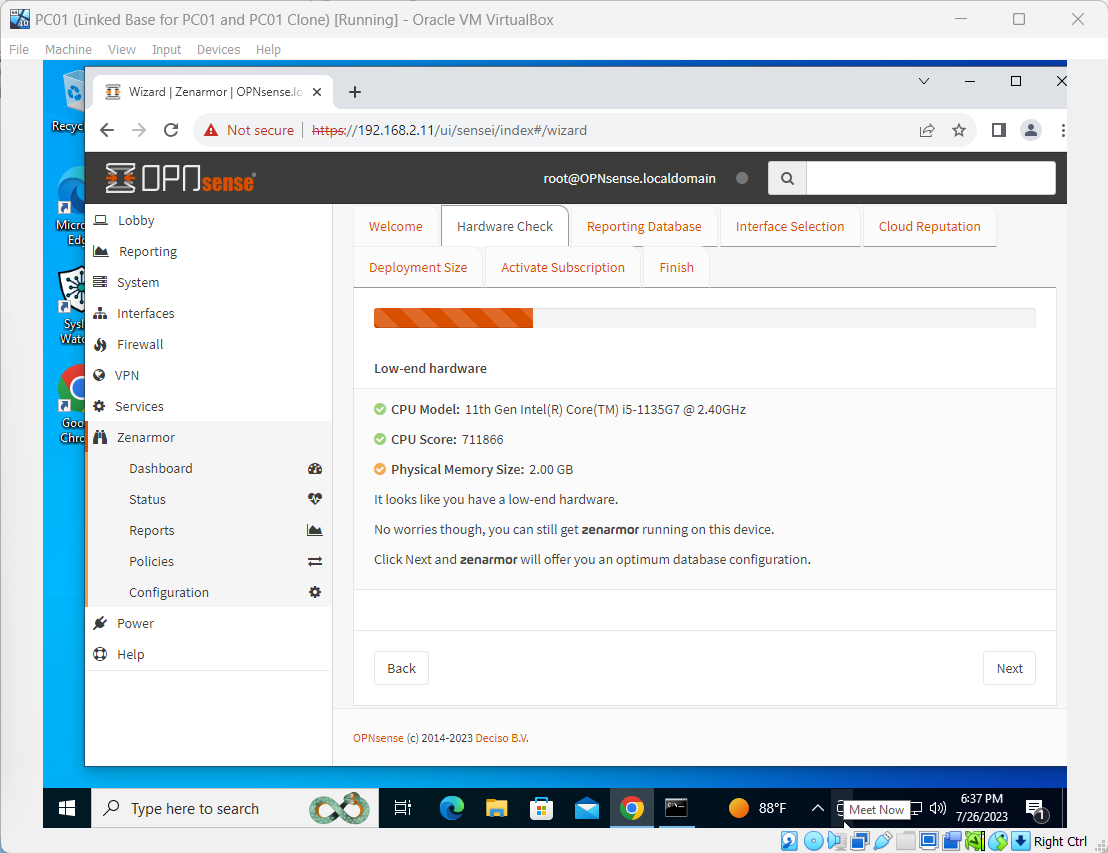 PC01 (Linked Base for PC01 and PC01 Clone) [Running] - Oracle VM VirtualBox
File Machine View Input Devices Help
Recyc
Micro
Edg
Sysl
Watc
Goo
Chro
Wizard | Zenarmor | OPNsense.lo
Not secure https://192.168.2.11/ui/sensei/index#/wizard
OPNsense
root@OPNsense.localdomain
Lobby
Reporting
System
Interfaces
Firewall
VPN
Services
Zenarmor
Dashboard
Status
Reports
Policies
Configuration
Power
Help
Welcome Hardware Check Reporting Database Interface Selection Cloud Reputation
Deployment Size Activate Subscription Finish
Low-end hardware
CPU Model: 11th Gen Intel(R) Core(TM) i5-1135G7 @ 2.40GHz
CPU Score: 711866
Physical Memory Size: 2.00 GB
It looks like you have a low-end hardware.
No worries though, you can still get zenarmor running on this device.
Click Next and zenarmor will offer you an optimum database configuration.
Back Next
OPNsense (c) 2014-2023 Deciso B.V.
Type here to search
88°F
Meet Now
6:37 PM
7/26/2023
1
Right Ctrl